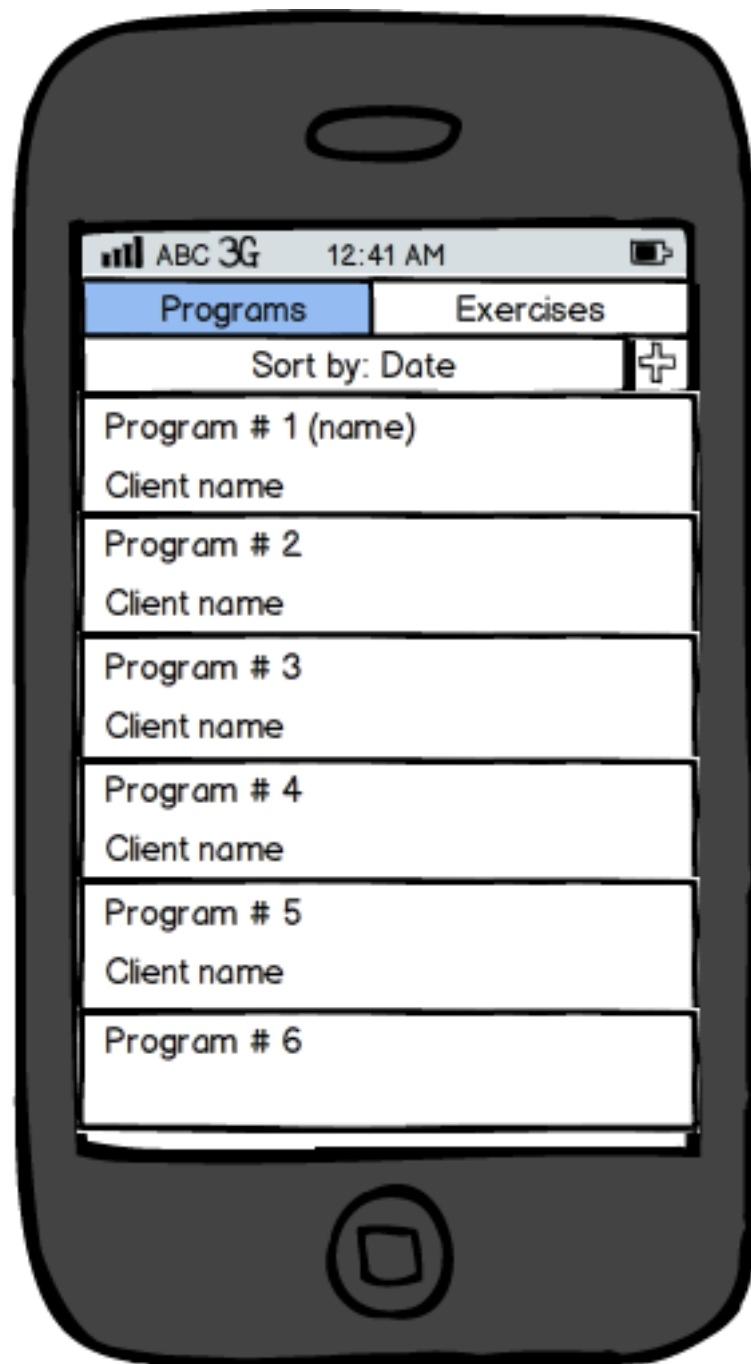 ABC 3G 12:41 AM
Programs Exercises
Sort by: Date
Program # 1 (name)
Client name
Program # 2
Client name
Program # 3
Client name
Program # 4
Client name
Program # 5
Client name
Program # 6